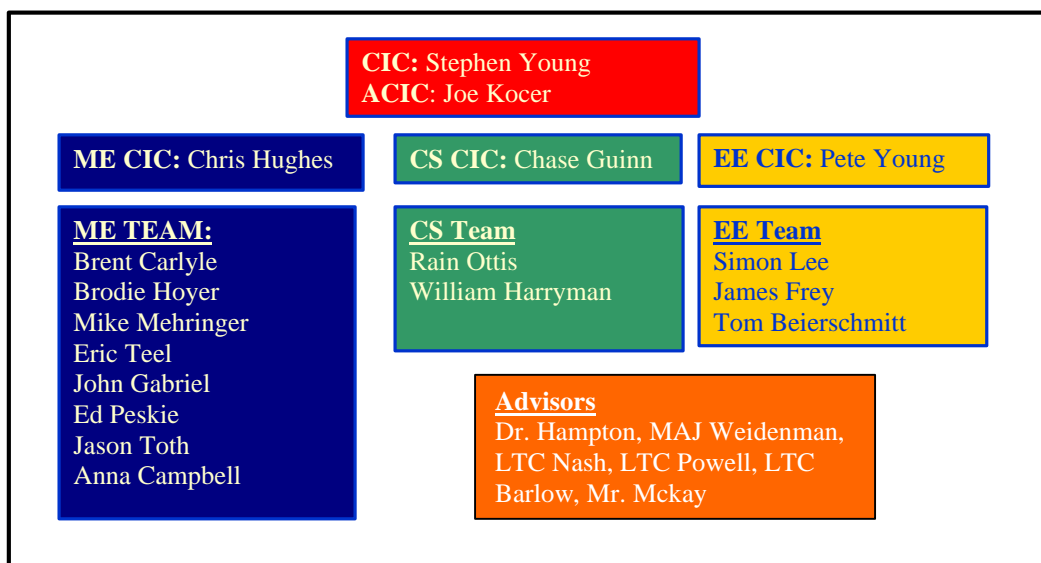 CIC: Stephen Young
ACIC: Joe Kocer
ME CIC: Chris Hughes
CS CIC: Chase Guinn
EE CIC: Pete Young
ME TEAM:
Brent Carlyle
Brodie Hoyer
Mike Mehringer
Eric Teel
John Gabriel
Ed Peskie
Jason Toth
Anna Campbell
CS Team
Rain Ottis
William Harryman
EE Team
Simon Lee
James Frey
Tom Beierschmitt
Advisors
Dr. Hampton, MAJ Weidenman,
LTC Nash, LTC Powell, LTC
Barlow, Mr. Mckay